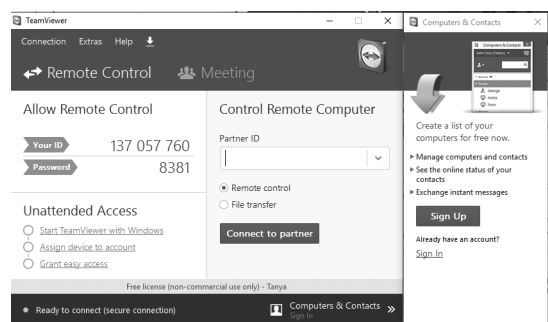 TeamViewer
Connection Extras Help
Remote Control
Meeting
Allow Remote Control
Your ID 137 057 760
Password 8381
Unattended Access
Start TeamViewer with Windows
Assign device to account
Grant easy access
Control Remote Computer
Partner ID
Remote control
File transfer
Connect to partner
Free license (non-commercial use only) - Tanya
Ready to connect (secure connection)
Computers & Contacts
Sign In
Computers & Contacts
Computers & Contacts
George
Peter
Create a list of your
computers for free now.
Manage computers and contacts
See the online status of your
contacts
Exchange instant messages
Sign Up
Already have an account?
Sign In